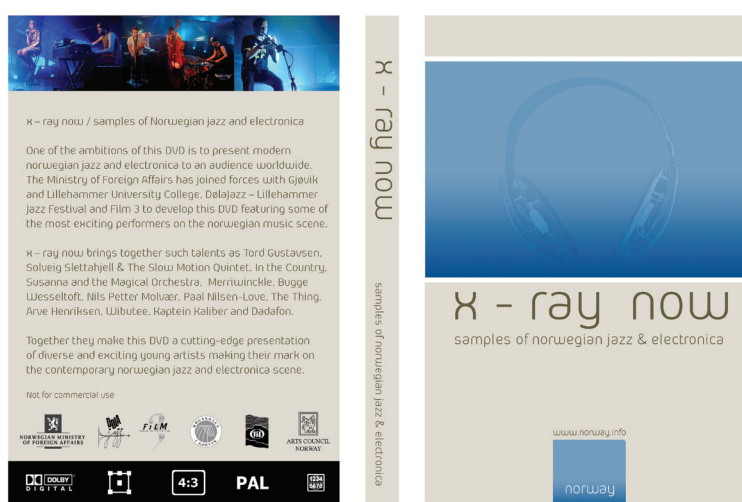 x – ray now / samples of Norwegian jazz and electronica
One of the ambitions of this DVD is to present modern
norwegian jazz and electronica to an audience worldwide.
The Ministry of Foreign Affairs has joined forces with Gjøvik
and Lillehammer University College, Dølajazz – Lillehammer
Jazz Festival and Film 3 to develop this DVD featuring some of
the most exciting performers on the norwegian music scene.
x – ray now brings together such talents as Tord Gustavsen,
Solveig Slettahjell & The Slow Motion Quintet, In the Country,
Susanna and the Magical Orchestra, Merriwinckle, Bugge
Wesseltoft, Nils Petter Molvær, Paal Nilsen-Love, The Thing,
Arve Henriksen, Wibutee, Kaptein Kaliber and Dadafon.
Together they make this DVD a cutting-edge presentation
of diverse and exciting young artists making their mark on
the contemporary norwegian jazz and electronica scene.
Not for commercial use
NORWEGIAN MINISTRY
OF FOREIGN AFFAIRS
FILM
3
ARTS COUNCIL
NORWAY
DOLBY
DIGITAL
4:3
PAL
1234
5678
x - ray now
samples of norwegian jazz & electronica
x - ray now
samples of norwegian jazz & electronica
www.norway.info
norway